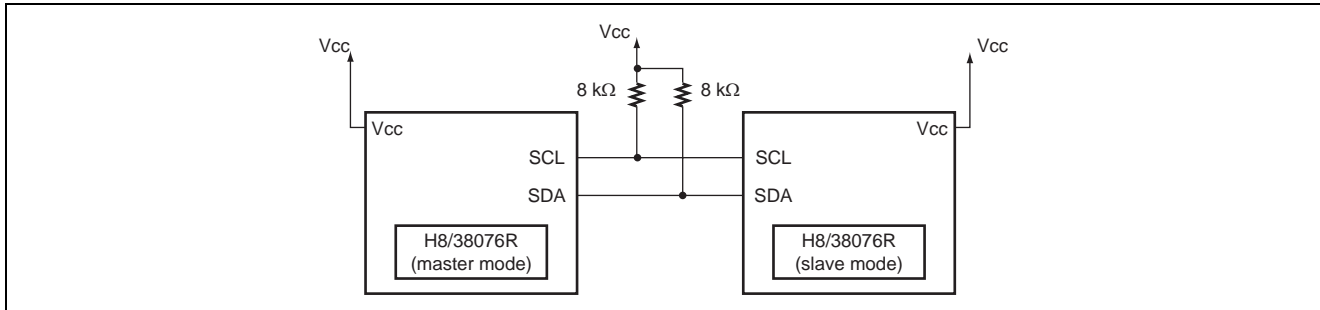 Vcc
Vcc
Vcc
8 kΩ
8 kΩ
Vcc
Vcc
SCL
SCL
SDA
SDA
H8/38076R
(master mode)
H8/38076R
(slave mode)